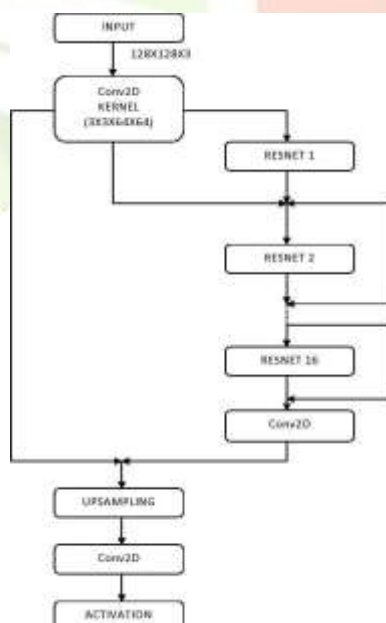 INPUT
128X128X3
Conv2D
KERNEL
(3X3X64X64)
RESNET 1
RESNET 2
RESNET 16
Conv2D
UPSAMPLING
Conv2D
ACTIVATION